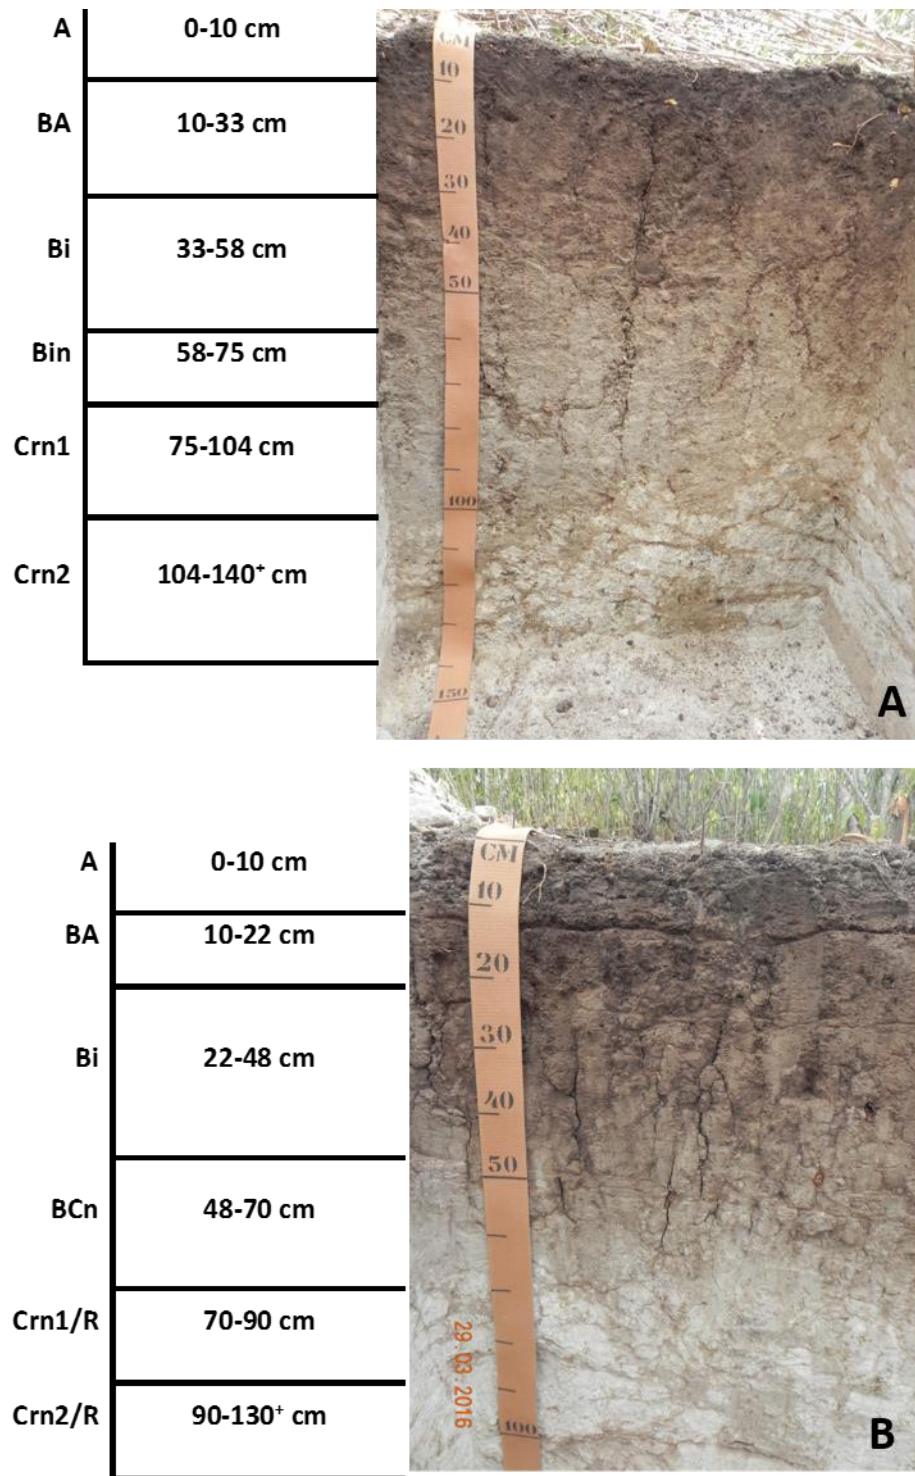 A 0-10 cm
BA 10-33 cm
Bi 33-58 cm
Bin 58-75 cm
Crn1 75-104 cm
Crn2 104-140⁺ cm
CM
10
20
30
40
50
100
150
A
A 0-10 cm
BA 10-22 cm
Bi 22-48 cm
BCn 48-70 cm
Crn1/R 70-90 cm
Crn2/R 90-130⁺ cm
CM
10
20
30
40
50
100
29.03.2016
B